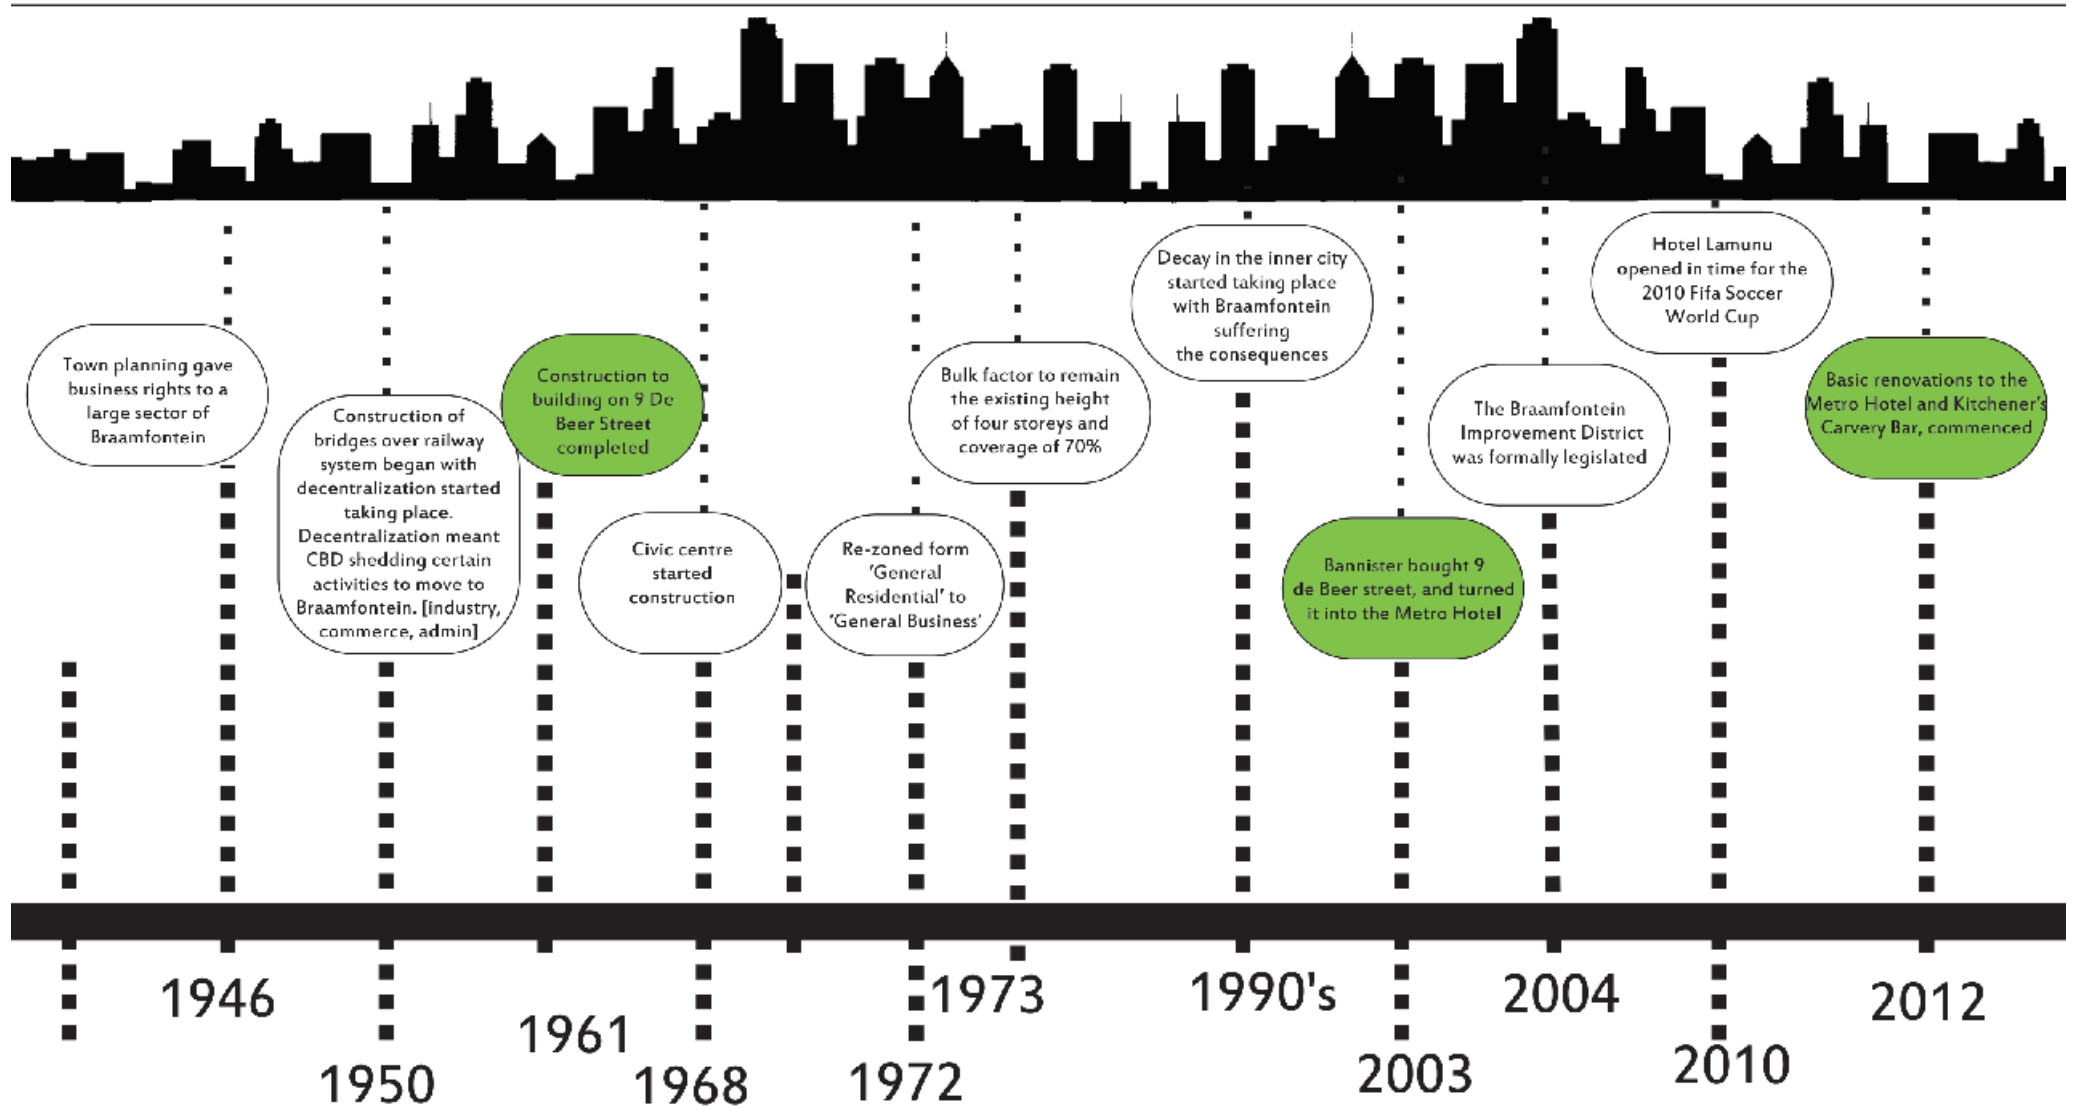 Town planning gave
business rights to a
large sector of
Braamfontein
Construction of
bridges over railway
system began with
decentralization started
taking place.
Decentralization meant
CBD shedding certain
activities to move to
Braamfontein. [industry,
commerce, admin]
Construction to
building on 9 De
Beer Street
completed
Civic centre
started
construction
Re-zoned form
'General
Residential' to
'General Business'
Bulk factor to remain
the existing height
of four storeys and
coverage of 70%
Decay in the inner city
started taking place
with Braamfontein
suffering
the consequences
Bannister bought 9
de Beer street, and turned
it into the Metro Hotel
The Braamfontein
Improvement District
was formally legislated
Hotel Lamunu
opened in time for the
2010 Fifa Soccer
World Cup
Basic renovations to the
Metro Hotel and Kitchener's
Carvery Bar, commenced
1946
1950
1961
1968
1972
1973
1990's
2003
2004
2010
2012